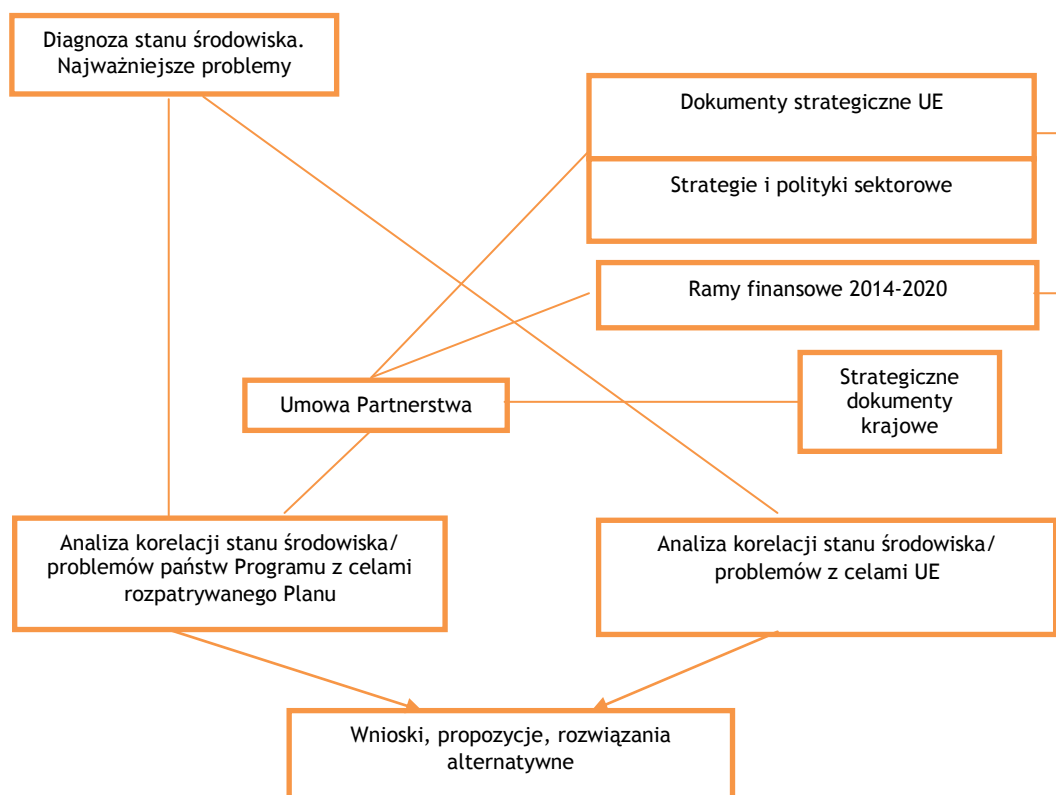 Diagnoza stanu środowiska.
Najważniejsze problemy
Dokumenty strategiczne UE
Strategie i polityki sektorowe
Ramy finansowe 2014-2020
Strategiczne
dokumenty
krajowe
Umowa Partnerstwa
Analiza korelacji stanu środowiska/
problemów państw Programu z celami
rozpatrywanego Planu
Analiza korelacji stanu środowiska/
problemów z celami UE
Wnioski, propozycje, rozwiązania
alternatywne